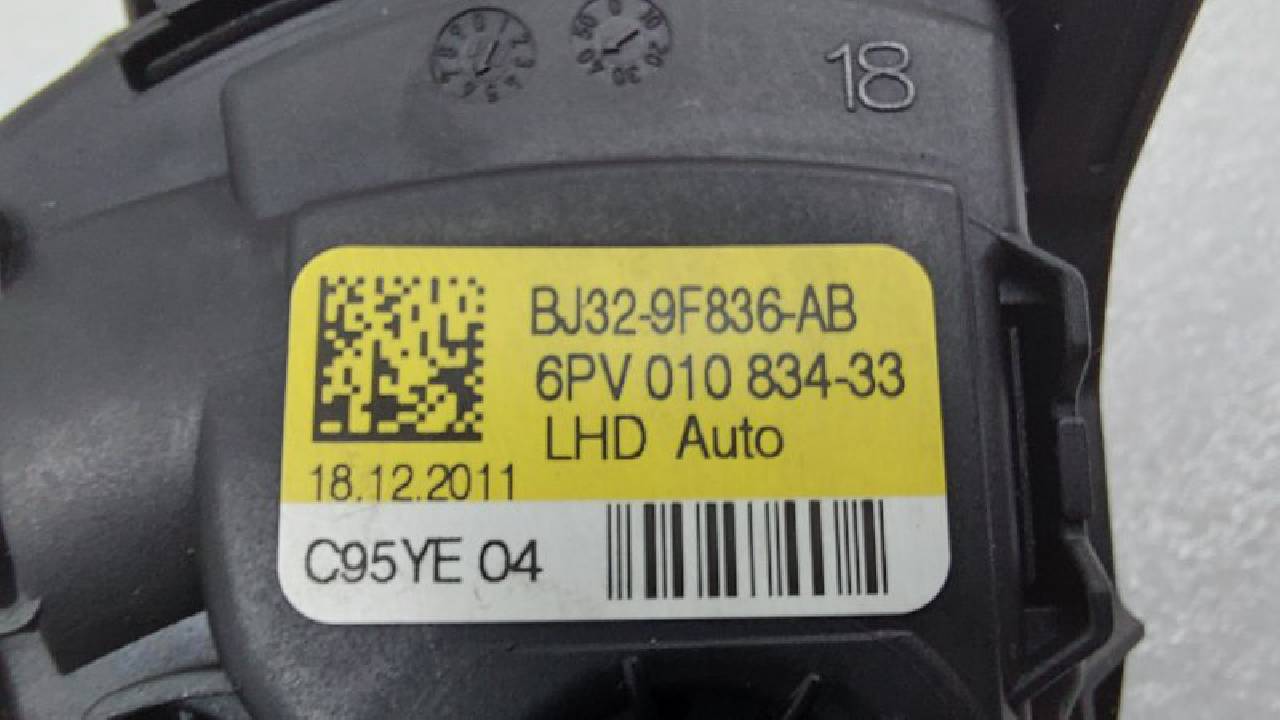 18
BJ32-9F836-AB
6PV 010 834-33
LHD Auto
18.12.2011
C95YE 04